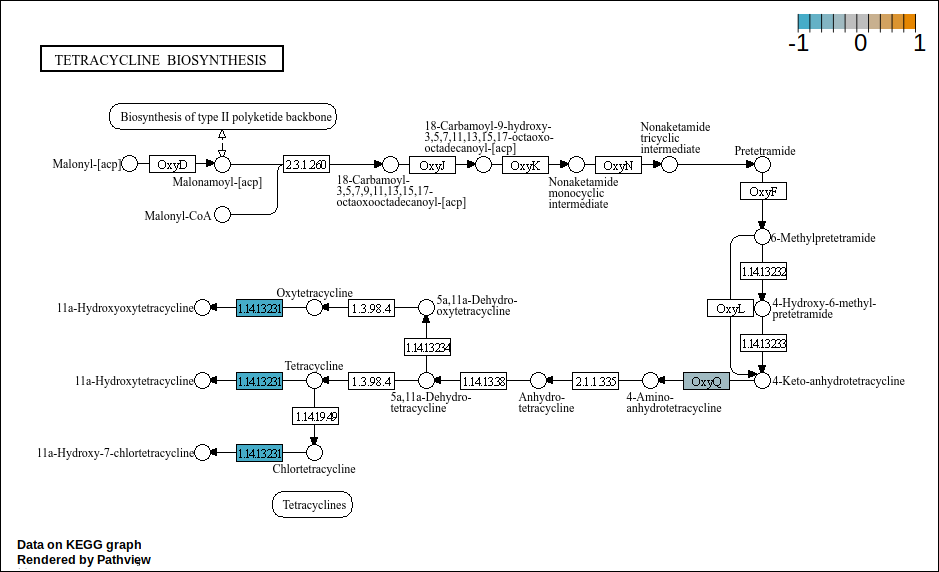 -1 0 1
TETRACYCLINE BIOSYNTHESIS
Biosynthesis of type II polyketide backbone
18-Carbamoyl-9-hydroxy-
3,5,7,11,13,15,17-octaoxo-
octadecanoyl-[acp]
Nonaketamide
tricyclic
intermediate
Pretetramide
Malonyl-[acp]
OxyD
2.3.1.260
OxyJ
OxyK
OxyN
Malonamoyl-[acp]
18-Carbamoyl-
3,5,7,9,11,13,15,17-
octaoxooctadecanoyl-[acp]
Nonaketamide
monocyclic
intermediate
OxyF
Malonyl-CoA
6-Methylpretetramide
1.14.13.232
Oxytetracycline
5a,11a-Dehydro-
oxytetracycline
11a-Hydroxyoxytetracycline
1.14.13.231
1.3.98.4
OxyL
4-Hydroxy-6-methyl-
pretetramide
1.14.13.234
1.14.13.233
Tetracycline
11a-Hydroxytetracycline
1.14.13.231
1.3.98.4
1.14.13.38
2.1.1.335
OxyQ
4-Keto-anhydrotetracycline
5a,11a-Dehydro-
tetracycline
Anhydro-
tetracycline
4-Amino-
anhydrotetracycline
1.14.19.49
11a-Hydroxy-7-chlortetracycline
1.14.13.231
Chlortetracycline
Tetracyclines
Data on KEGG graph
Rendered by Pathview